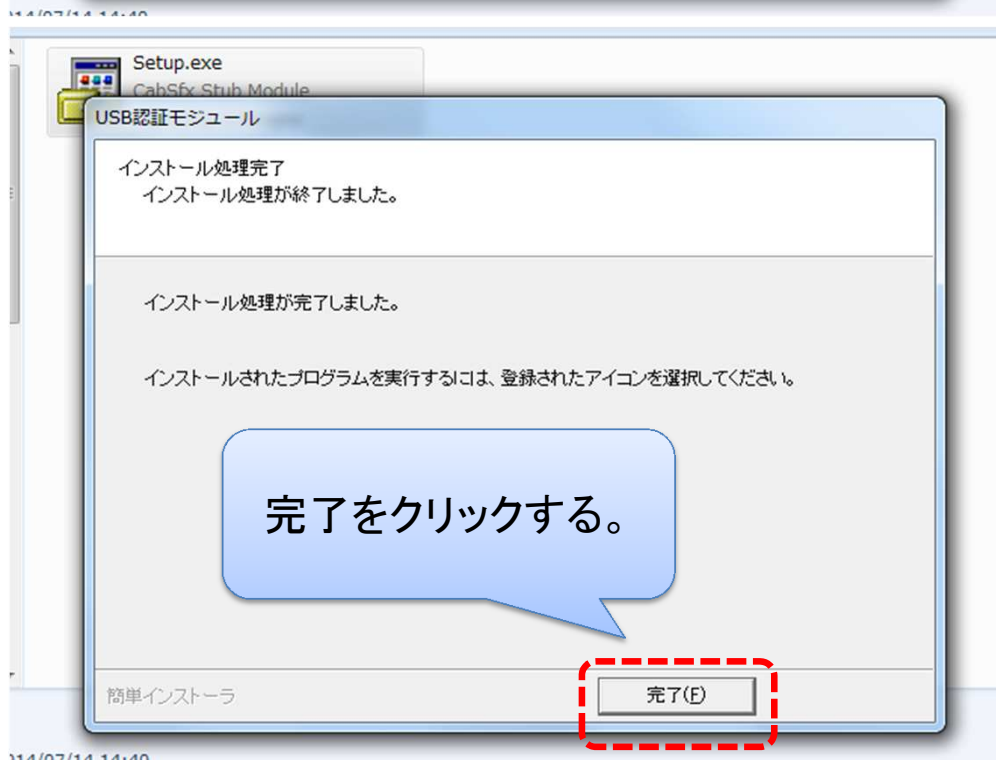 Setup.exe
CabSfx Stub Module
USB認証モジュール
インストール処理完了
インストール処理が終了しました。
インストール処理が完了しました。
インストールされたプログラムを実行するには、登録されたアイコンを選択してください。
完了をクリックする。
簡単インストーラ
完了(F)